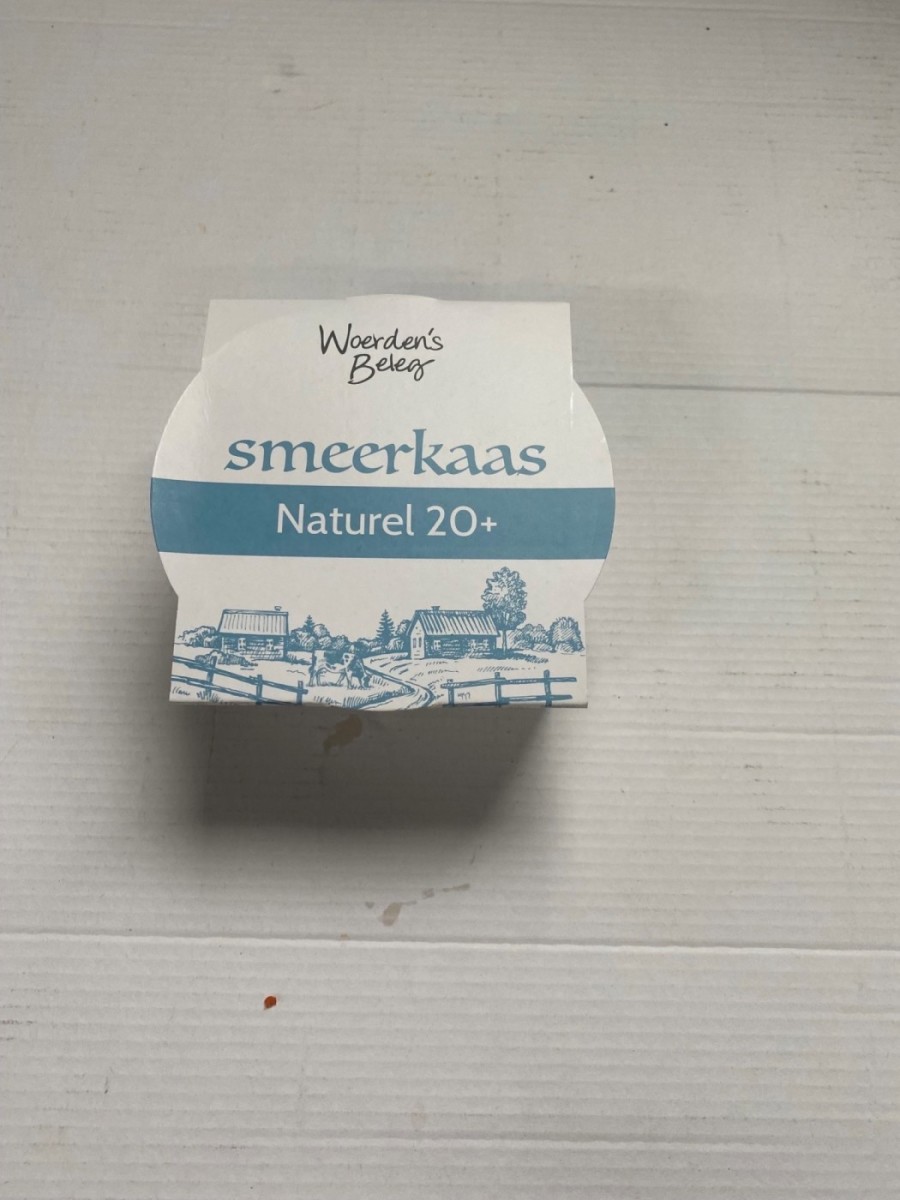 Woerden's
Beleg
smeerkaas
Naturel 20+